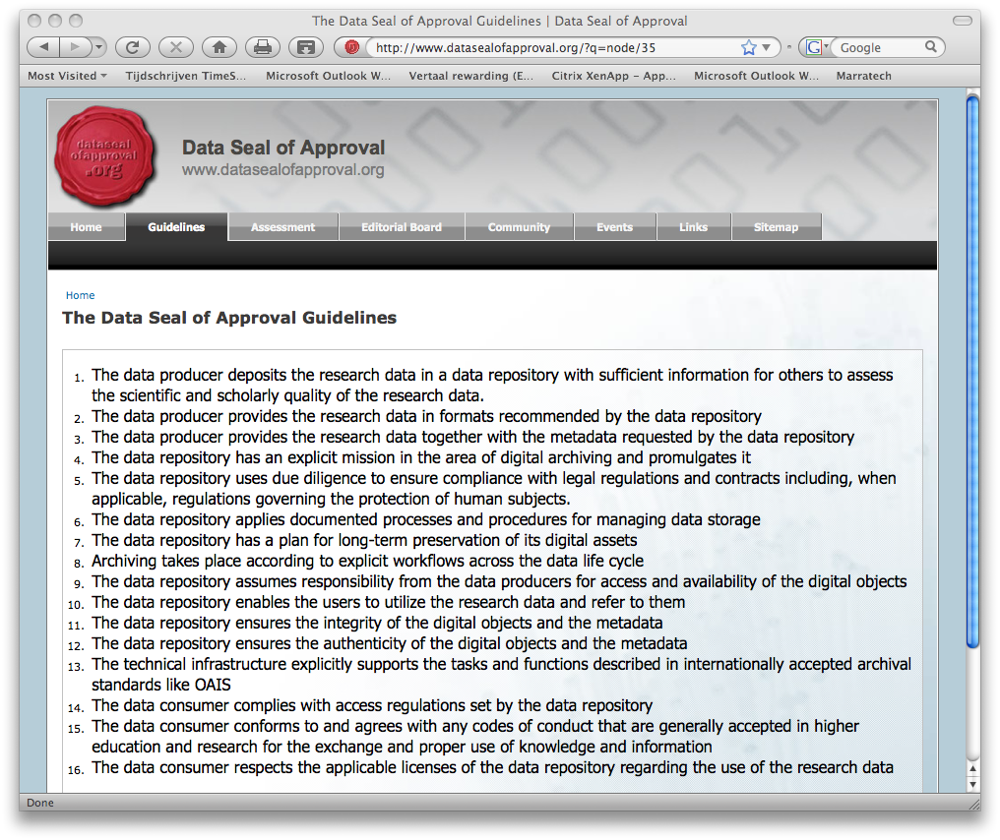 The Data Seal of Approval Guidelines | Data Seal of Approval
http://www.datasealofapproval.org/?q=node/35
G
Google
Most Visited
Tijdschrijven TimeS...
Microsoft Outlook W...
Vertaal rewarding (E...
Citrix XenApp - App...
Microsoft Outlook W...
Marratech
dataseal
ofapproval
.org
Data Seal of Approval
www.datasealofapproval.org
Home
Guidelines
Assessment
Editorial Board
Community
Events
Links
Sitemap
Home
The Data Seal of Approval Guidelines
1. The data producer deposits the research data in a data repository with sufficient information for others to assess
the scientific and scholarly quality of the research data.
2. The data producer provides the research data in formats recommended by the data repository
3. The data producer provides the research data together with the metadata requested by the data repository
4. The data repository has an explicit mission in the area of digital archiving and promulgates it
5. The data repository uses due diligence to ensure compliance with legal regulations and contracts including, when
applicable, regulations governing the protection of human subjects.
6. The data repository applies documented processes and procedures for managing data storage
7. The data repository has a plan for long-term preservation of its digital assets
8. Archiving takes place according to explicit workflows across the data life cycle
9. The data repository assumes responsibility from the data producers for access and availability of the digital objects
10. The data repository enables the users to utilize the research data and refer to them
11. The data repository ensures the integrity of the digital objects and the metadata
12. The data repository ensures the authenticity of the digital objects and the metadata
13. The technical infrastructure explicitly supports the tasks and functions described in internationally accepted archival
standards like OAIS
14. The data consumer complies with access regulations set by the data repository
15. The data consumer conforms to and agrees with any codes of conduct that are generally accepted in higher
education and research for the exchange and proper use of knowledge and information
16. The data consumer respects the applicable licenses of the data repository regarding the use of the research data
Done